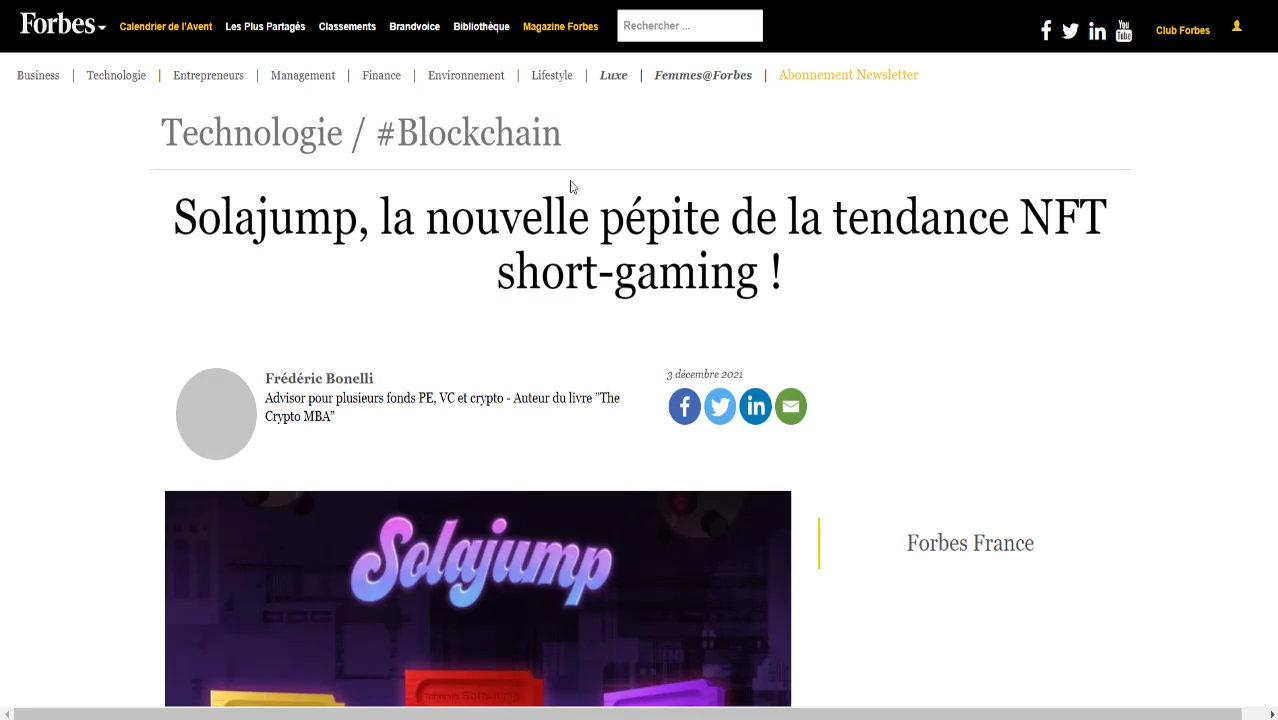 Forbes
Calendrier de l'Avent
Les Plus Partagés
Classements
Brandvoice
Bibliothèque
Magazine Forbes
Rechercher ...
You
Tube
Club Forbes
Business | Technologie | Entrepreneurs | Management | Finance | Environnement | Lifestyle | Luxe | Femmes@Forbes | Abonnement Newsletter
Technologie / #Blockchain
Solajump, la nouvelle pépite de la tendance NFT
short-gaming !
Frédéric Bonelli
Advisor pour plusieurs fonds PE, VC et crypto - Auteur du livre "The
Crypto MBA"
3 décembre 2021
Solajump
Forbes France